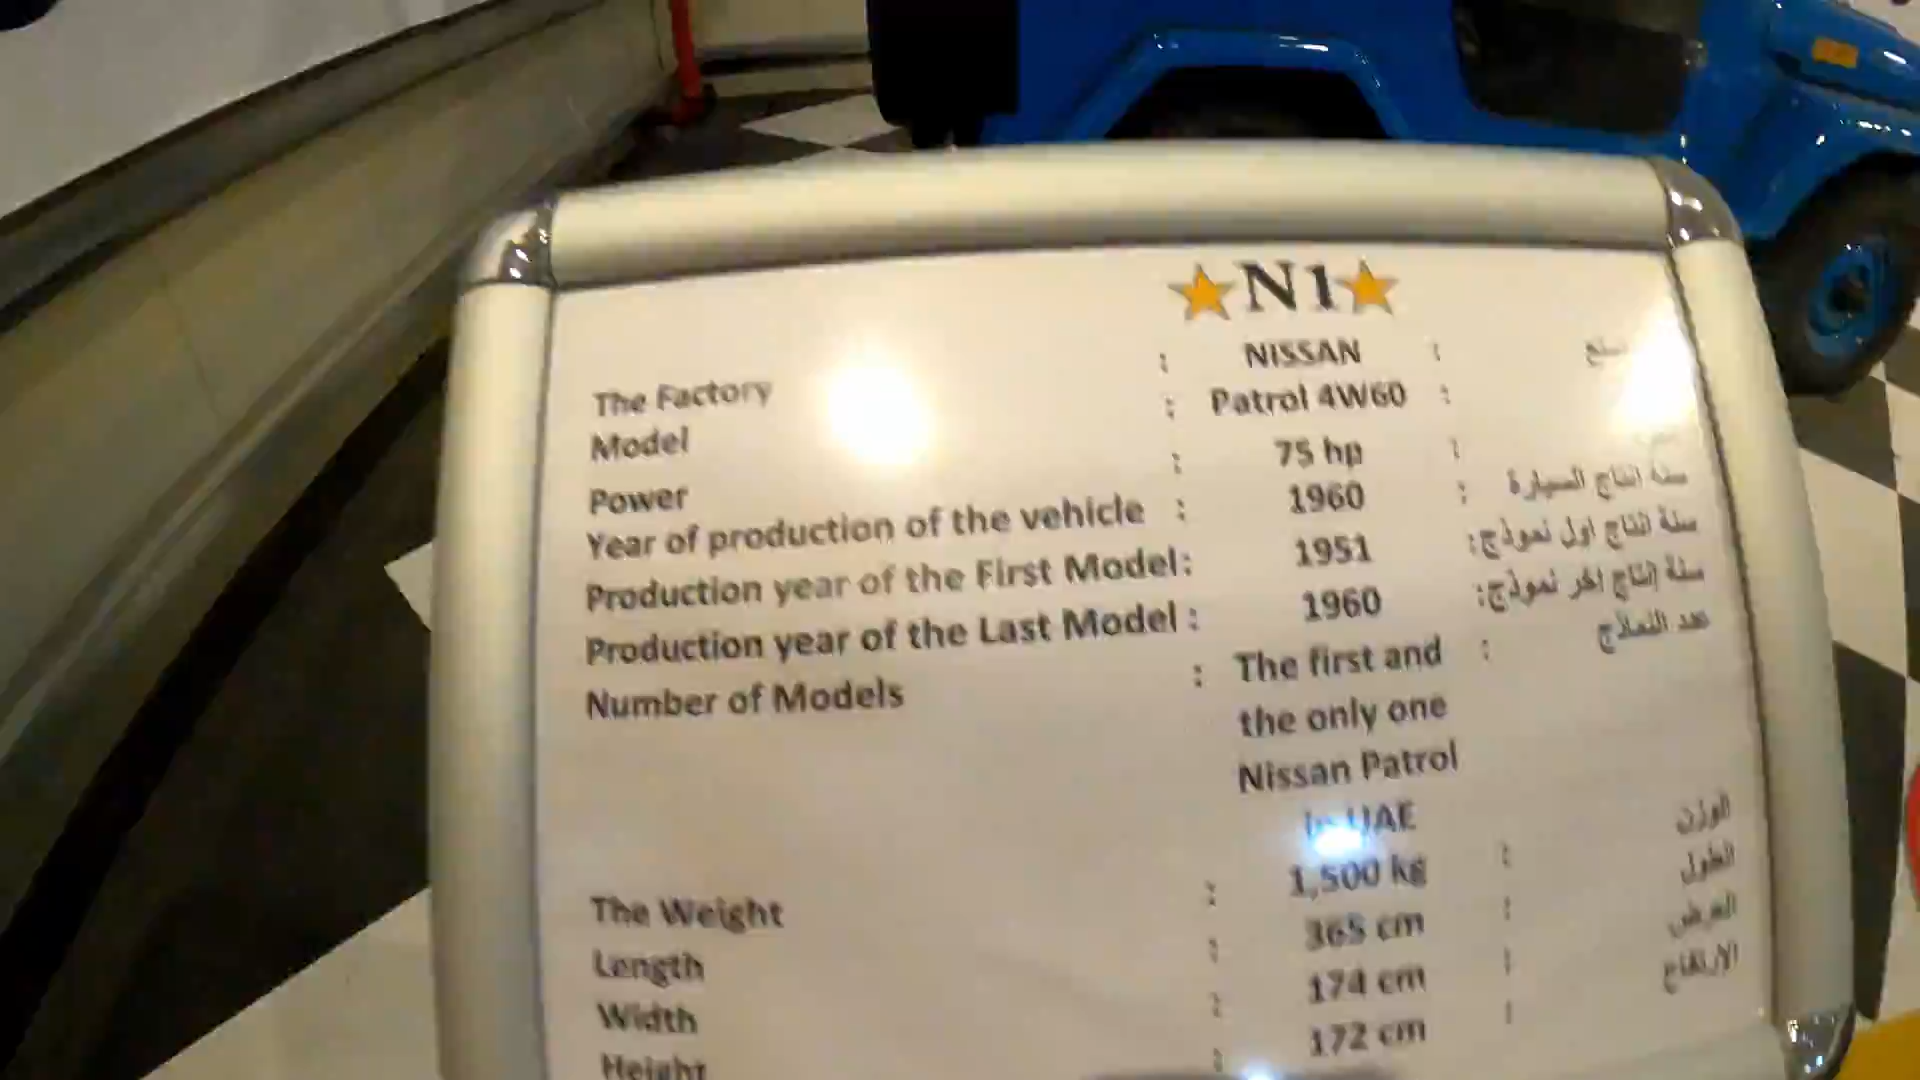 N1
The Factory : NISSAN :
Model : Patrol 4W60 :
Power : 75 hp :
Year of production of the vehicle : 1960 : سنة انتاج السيارة
Production year of the First Model: 1951 سنة انتاج اول نموذج:
Production year of the Last Model : 1960 سنة إنتاج اخر نموذج:
Number of Models : The first and : عدد النماذج
the only one
Nissan Patrol
in UAE
The Weight : 1,500 kg : الوزن
Length : 365 cm : الطول
Width : 174 cm : العرض
Height : 172 cm : الارتفاع